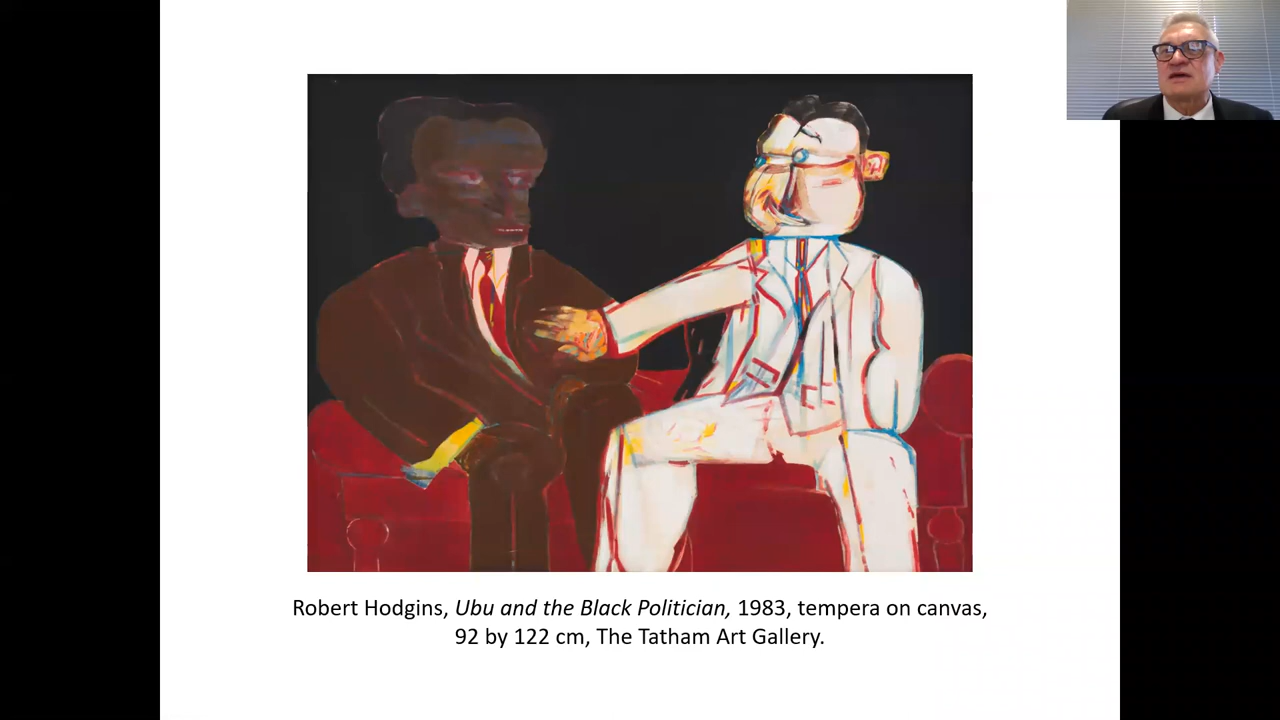 Robert Hodgins, Ubu and the Black Politician, 1983, tempera on canvas,
92 by 122 cm, The Tatham Art Gallery.